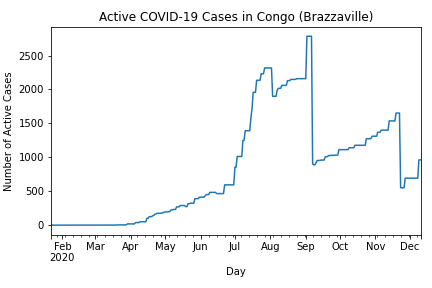 Active COVID-19 Cases in Congo (Brazzaville)
Number of Active Cases
2500
2000
1500
1000
500
0
Feb Mar Apr May Jun Jul Aug Sep Oct Nov Dec
2020
Day